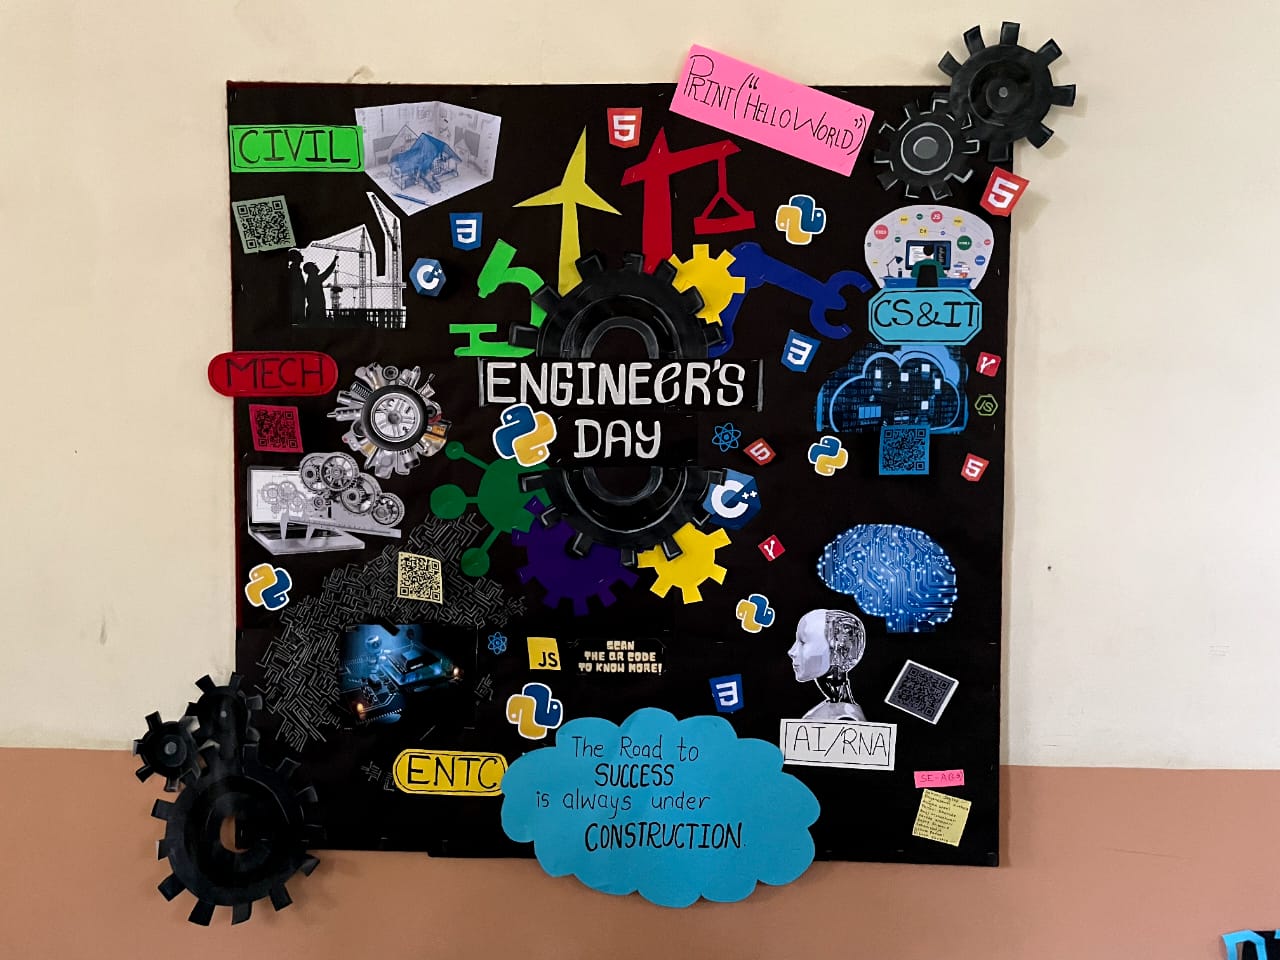 PRINT("HELLO WORLD")
CIVIL
CS&IT
MECH
ENGINEER'S
DAY
JS
SCAN
THE QR CODE
TO KNOW MORE!
ENTC
The Road to
SUCCESS
is always under
CONSTRUCTION.
AI/RNA